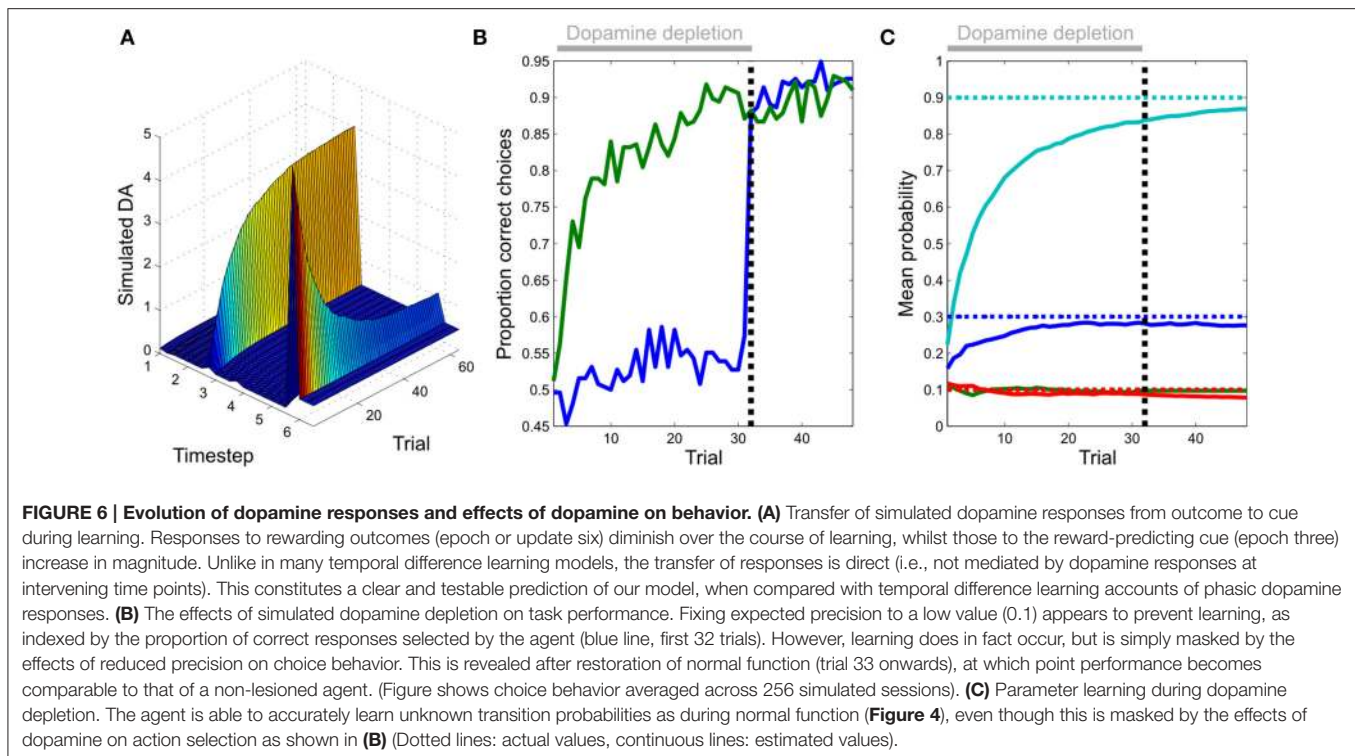 A
Simulated DA
5
4
3
2
1
0
1
2
3
4
5
6
Timestep
20
40
60
Trial
B
Dopamine depletion
Proportion correct choices
0.95
0.9
0.85
0.8
0.75
0.7
0.65
0.6
0.55
0.5
0.45
10
20
30
40
Trial
C
Dopamine depletion
Mean probability
1
0.9
0.8
0.7
0.6
0.5
0.4
0.3
0.2
0.1
0
10
20
30
40
Trial
FIGURE 6 | Evolution of dopamine responses and effects of dopamine on behavior. (A) Transfer of simulated dopamine responses from outcome to cue
during learning. Responses to rewarding outcomes (epoch or update six) diminish over the course of learning, whilst those to the reward-predicting cue (epoch three)
increase in magnitude. Unlike in many temporal difference learning models, the transfer of responses is direct (i.e., not mediated by dopamine responses at
intervening time points). This constitutes a clear and testable prediction of our model, when compared with temporal difference learning accounts of phasic dopamine
responses. (B) The effects of simulated dopamine depletion on task performance. Fixing expected precision to a low value (0.1) appears to prevent learning, as
indexed by the proportion of correct responses selected by the agent (blue line, first 32 trials). However, learning does in fact occur, but is simply masked by the
effects of reduced precision on choice behavior. This is revealed after restoration of normal function (trial 33 onwards), at which point performance becomes
comparable to that of a non-lesioned agent. (Figure shows choice behavior averaged across 256 simulated sessions). (C) Parameter learning during dopamine
depletion. The agent is able to accurately learn unknown transition probabilities as during normal function (Figure 4), even though this is masked by the effects of
dopamine on action selection as shown in (B) (Dotted lines: actual values, continuous lines: estimated values).